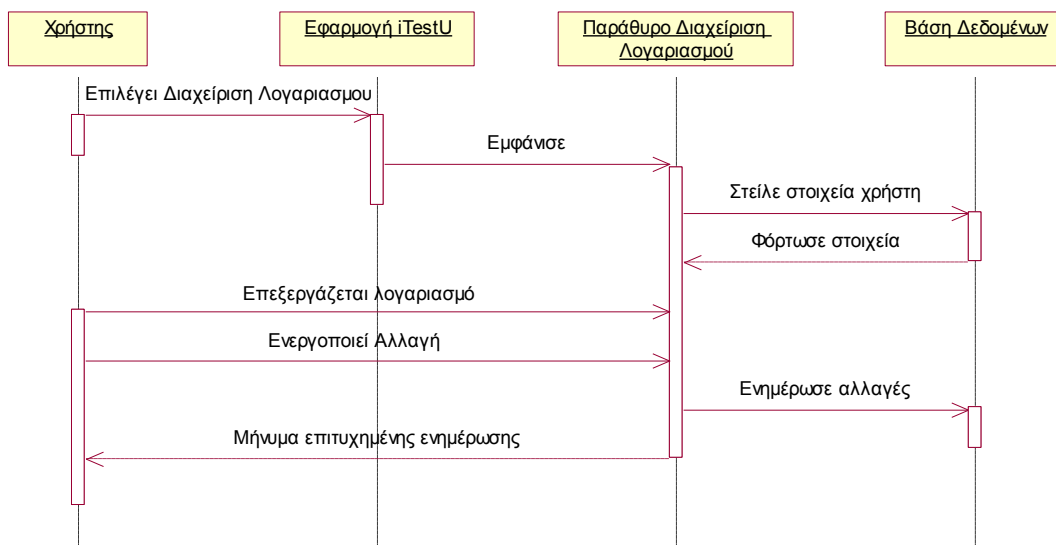 Χρήστης
Εφαρμογή iTestU
Παράθυρο Διαχείριση
Λογαριασμού
Βάση Δεδομένων
Επιλέγει Διαχείριση Λογαριασμου
Εμφάνισε
Στείλε στοιχεία χρήστη
Φόρτωσε στοιχεία
Επεξεργάζεται λογαριασμό
Ενεργοποιεί Αλλαγή
Ενημέρωσε αλλαγές
Μήνυμα επιτυχημένης ενημέρωσης